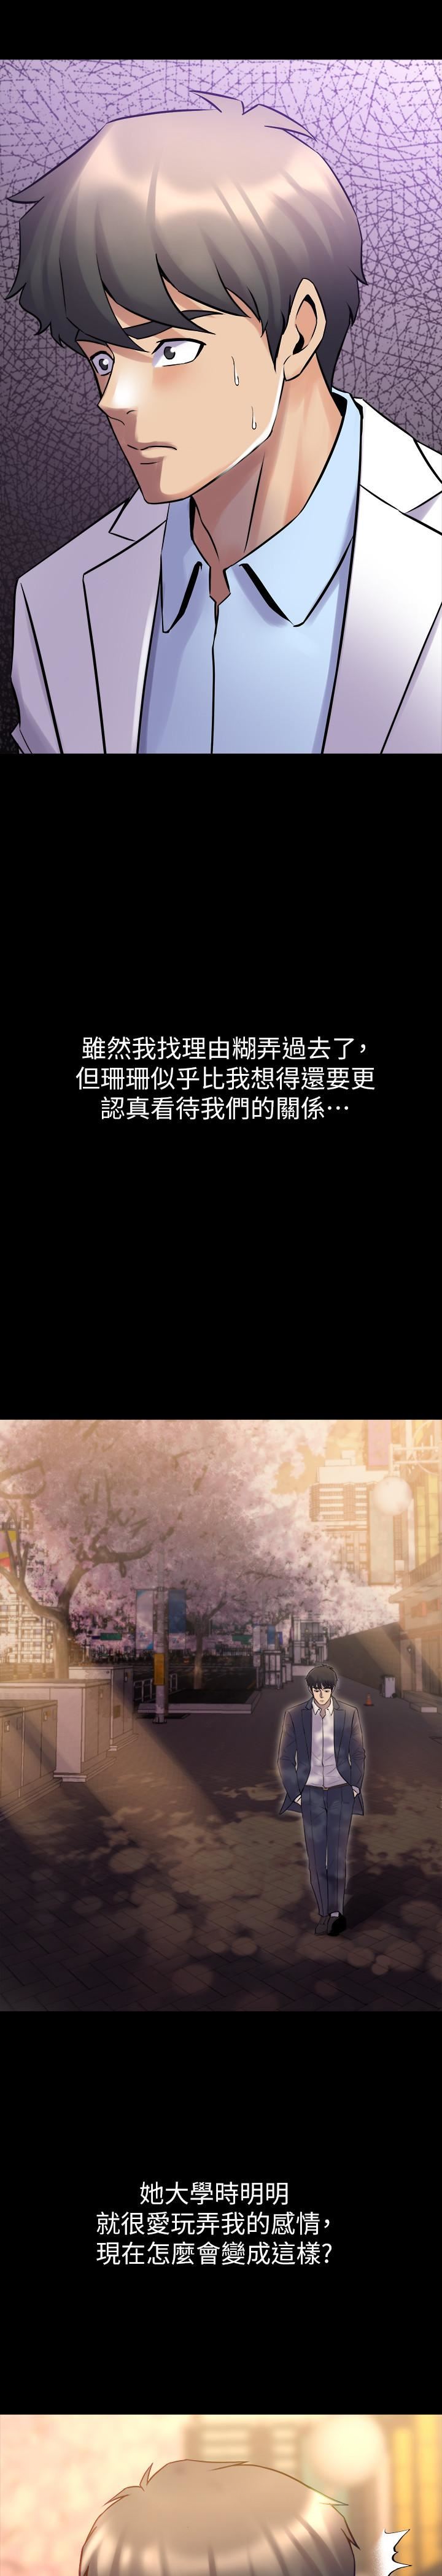 雖然我找理由糊弄過去了，
但珊珊似乎比我想得還要更
認真看待我們的關係…
她大學時明明
就很愛玩弄我的感情，
現在怎麼會變成這樣?